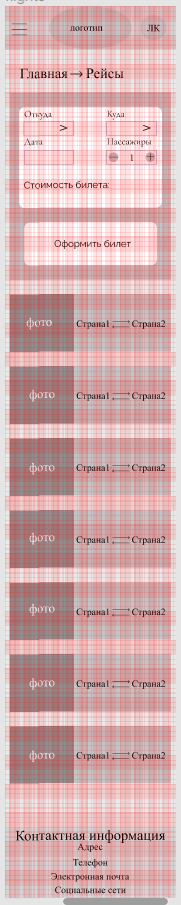 логотип ЛК
Главная→Рейсы
Откуда Куда
> >
Дата Пассажиры
1 +
Стоимость билета:
Оформить билет
фото Страна1 Страна2
фото Страна1 Страна2
фото Страна1 Страна2
фото Страна1 Страна2
фото Страна1 Страна2
фото Страна1 Страна2
фото Страна1 Страна2
Контактная информация
Адрес
Телефон
Электронная почта
Социальные сети